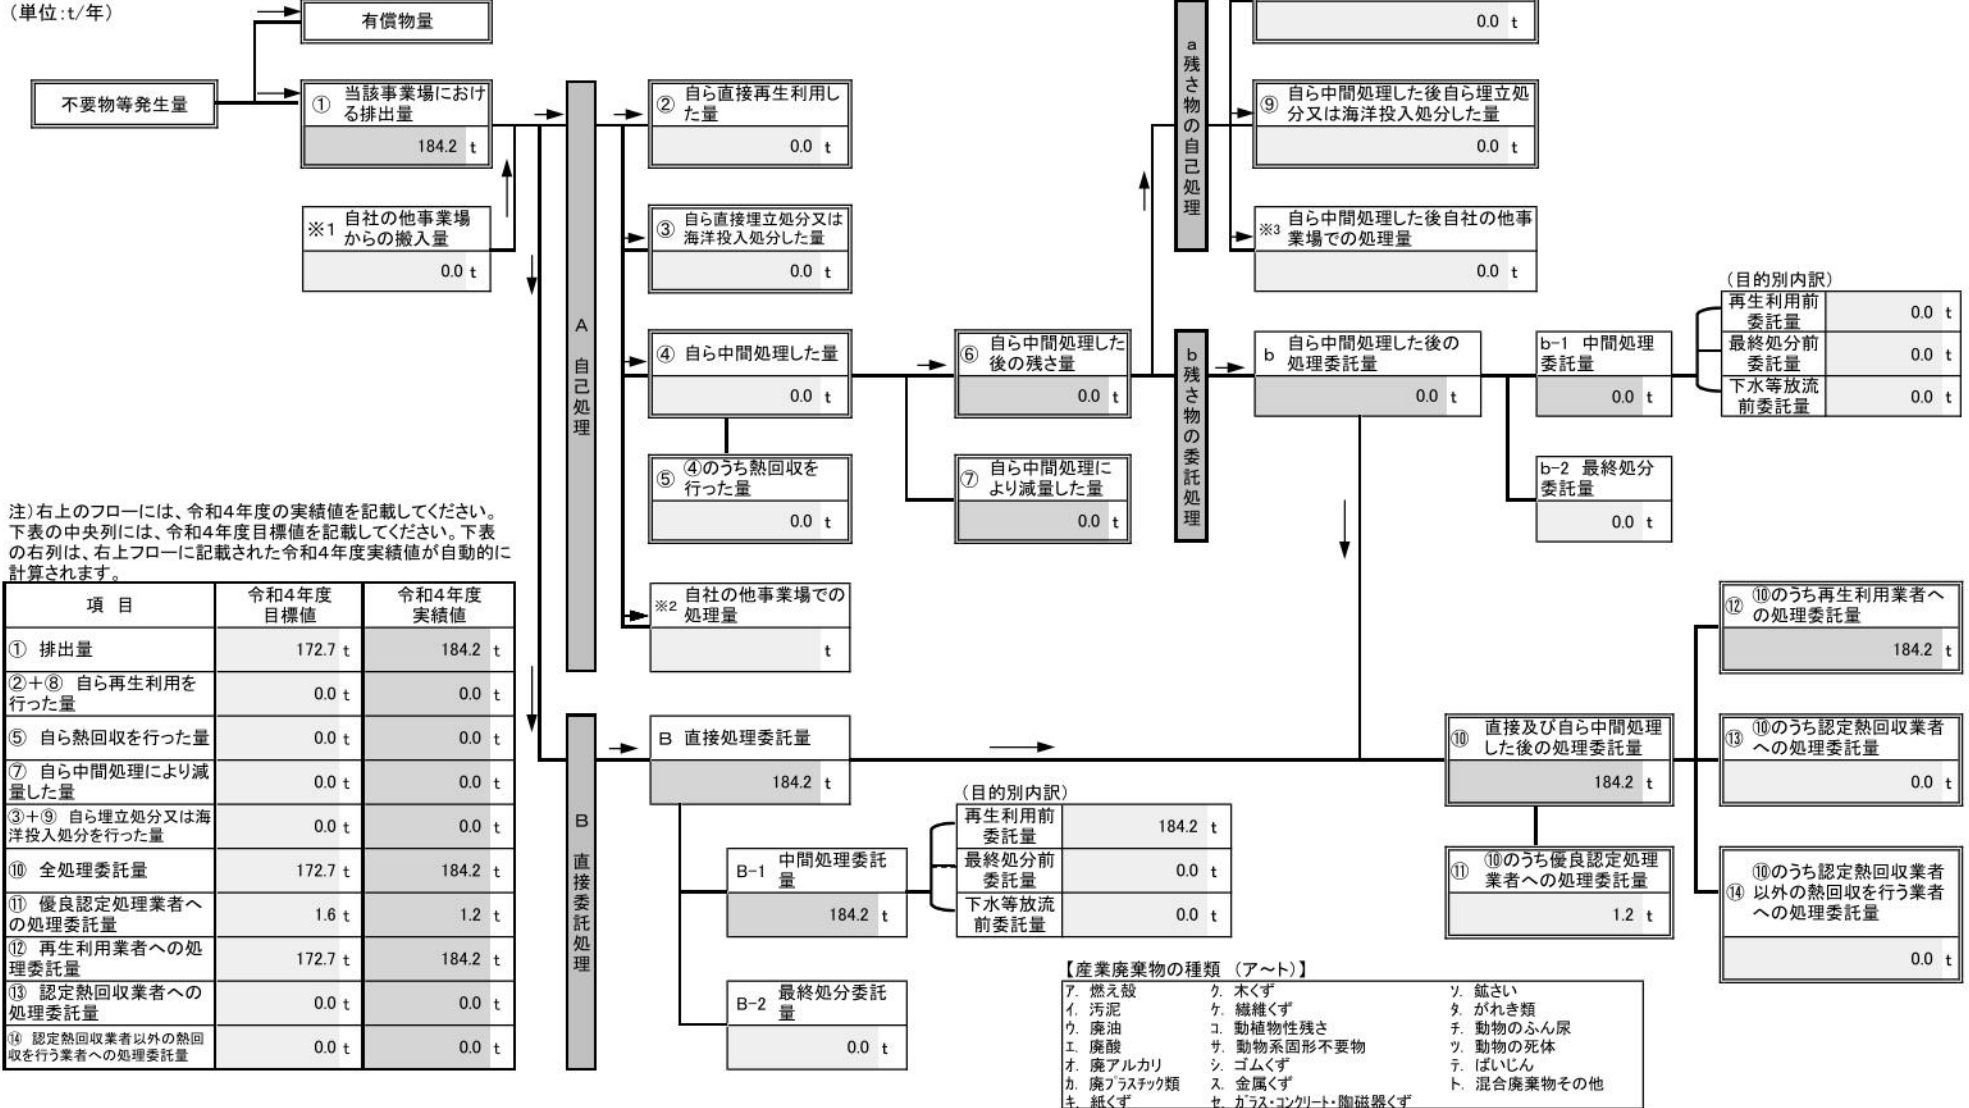 (単位:t/年)
有償物量
不要物等発生量
① 当該事業場におけ
る排出量
184.2 t
※1 自社の他事業場
からの搬入量
0.0 t
A 自己処理
② 自ら直接再生利用し
た量
0.0 t
③ 自ら直接埋立処分又は
海洋投入処分した量
0.0 t
④ 自ら中間処理した量
0.0 t
⑤ ④のうち熱回収を
行った量
0.0 t
※2 自社の他事業場での
処理量
t
⑥ 自ら中間処理した
後の残さ量
0.0 t
⑦ 自ら中間処理に
より減量した量
0.0 t
a 残さ物の自己処理
0.0 t
⑨ 自ら中間処理した後自ら埋立処
分又は海洋投入処分した量
0.0 t
※3 自ら中間処理した後自社の他事
業場での処理量
0.0 t
b 残さ物の委託処理
b 自ら中間処理した後の
処理委託量
0.0 t
b-1 中間処理
委託量
0.0 t
b-2 最終処分
委託量
0.0 t
(目的別内訳)
再生利用前
委託量 0.0 t
最終処分前
委託量 0.0 t
下水等放流
前委託量 0.0 t
注)右上のフローには、令和4年度の実績値を記載してください。
下表の中央列には、令和4年度目標値を記載してください。下表
の右列は、右上フローに記載された令和4年度実績値が自動的に
計算されます。
項 目 令和4年度 目標値 令和4年度 実績値
① 排出量 172.7 t 184.2 t
②+⑧ 自ら再生利用を
行った量 0.0 t 0.0 t
⑤ 自ら熱回収を行った量 0.0 t 0.0 t
⑦ 自ら中間処理により減
量した量 0.0 t 0.0 t
③+⑨ 自ら埋立処分又は海
洋投入処分を行った量 0.0 t 0.0 t
⑩ 全処理委託量 172.7 t 184.2 t
⑪ 優良認定処理業者へ
の処理委託量 1.6 t 1.2 t
⑫ 再生利用業者への処
理委託量 172.7 t 184.2 t
⑬ 認定熱回収業者への
処理委託量 0.0 t 0.0 t
⑭ 認定熱回収業者以外の熱回
収を行う業者への処理委託量 0.0 t 0.0 t
B 直接委託処理
B 直接処理委託量
184.2 t
B-1 中間処理委託
量
184.2 t
B-2 最終処分委託
量
0.0 t
(目的別内訳)
再生利用前
委託量 184.2 t
最終処分前
委託量 0.0 t
下水等放流
前委託量 0.0 t
⑩ 直接及び自ら中間処理
した後の処理委託量
184.2 t
⑪ ⑩のうち優良認定処理
業者への処理委託量
1.2 t
⑫ ⑩のうち再生利用業者へ
の処理委託量
184.2 t
⑬ ⑩のうち認定熱回収業者
への処理委託量
0.0 t
⑭ ⑩のうち認定熱回収業者
以外の熱回収を行う業者
への処理委託量
0.0 t
【産業廃棄物の種類 (ア~ト)】
ア. 燃え殻 ク. 木くず ソ. 鉱さい
イ. 汚泥 ケ. 繊維くず タ. がれき類
ウ. 廃油 コ. 動植物性残さ チ. 動物のふん尿
エ. 廃酸 サ. 動物系固形不要物 ツ. 動物の死体
オ. 廃アルカリ シ. ゴムくず テ. ばいじん
カ. 廃プラスチック類 ス. 金属くず ト. 混合廃棄物その他
キ. 紙くず セ. ガラス・コンクリート・陶磁器くず